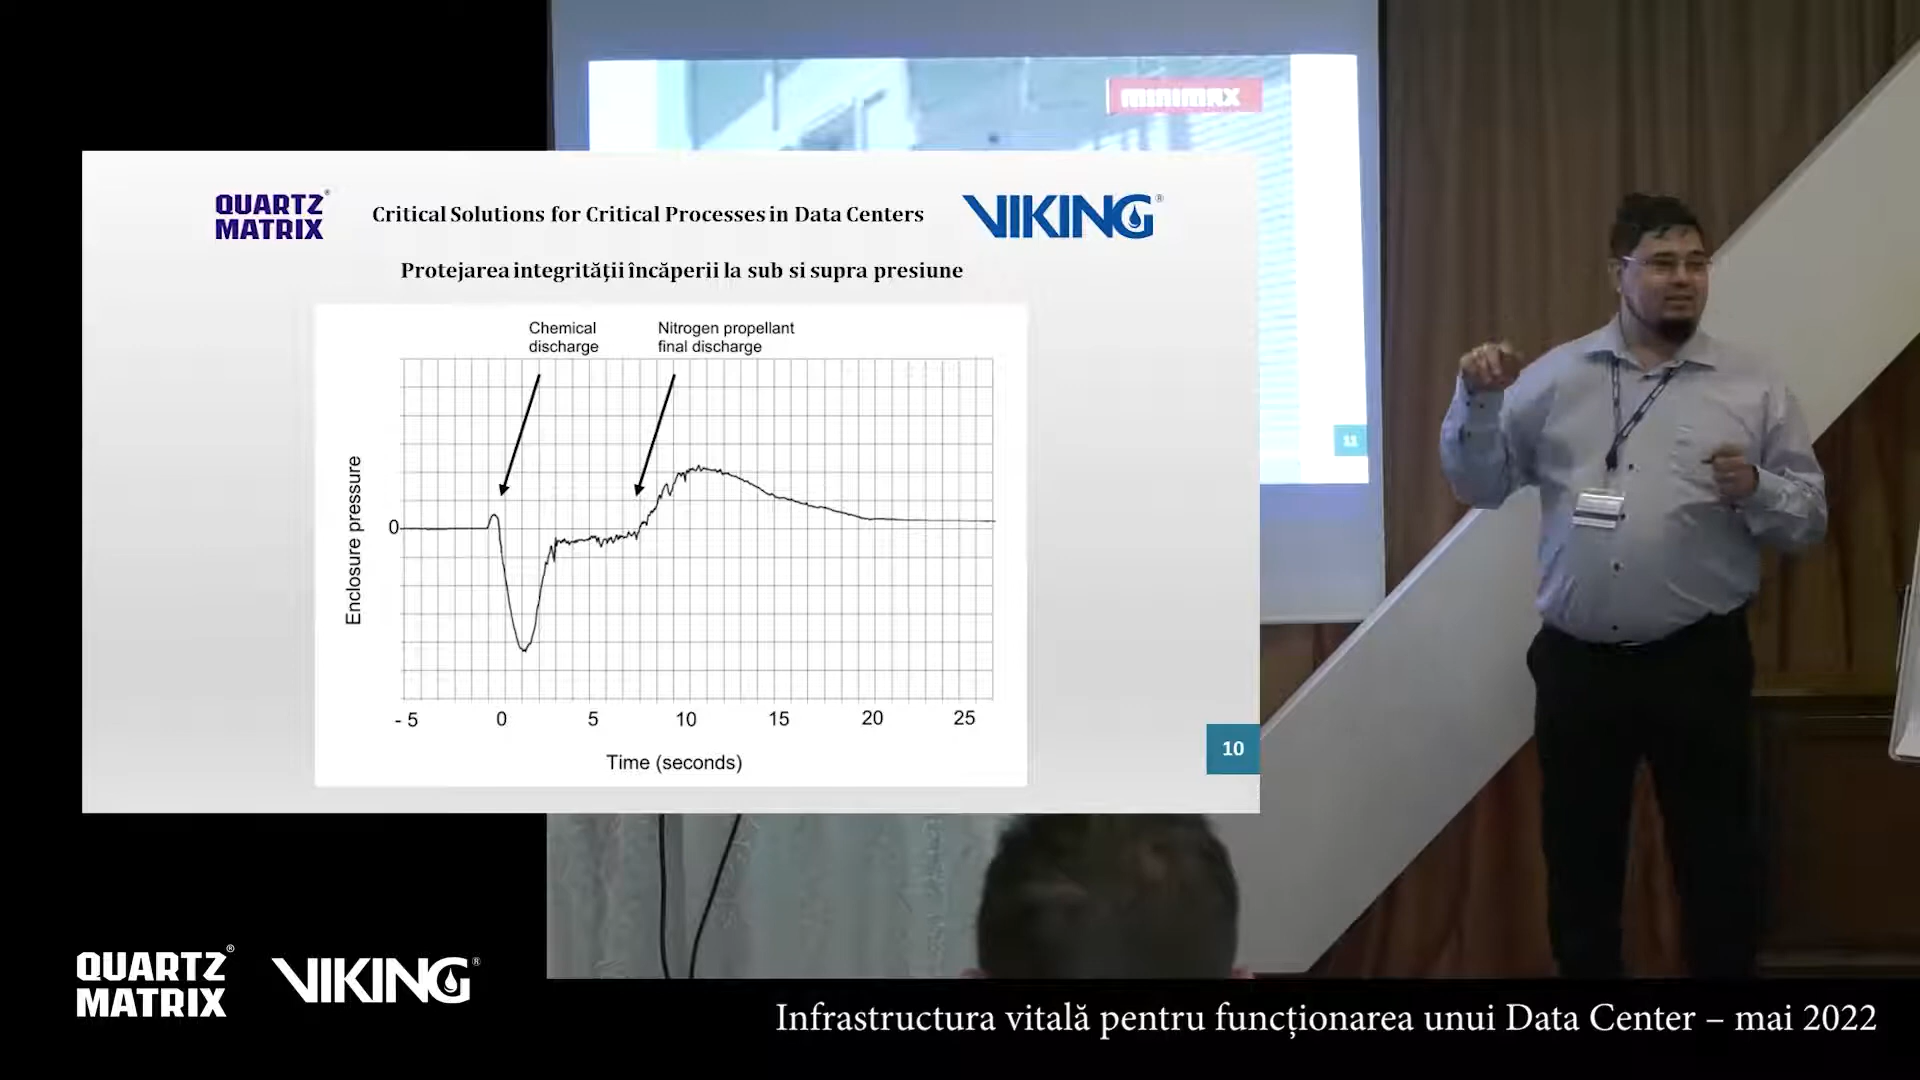 minimax
11
QUARTZ®
MATRIX
Critical Solutions for Critical Processes in Data Centers
VIKING®
Protejarea integrităţii încăperii la sub si supra presiune
Chemical
discharge
Nitrogen propellant
final discharge
Enclosure pressure
0
- 5 0 5 10 15 20 25
Time (seconds)
10
QUARTZ®
MATRIX
VIKING®
Infrastructura vitală pentru funcționarea unui Data Center – mai 2022